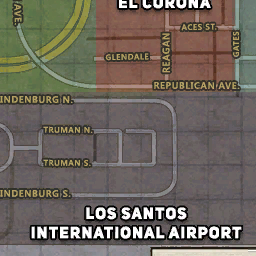 EL CORONA
AVE.
ACES ST.
REAGAN
GATES
GLENDALE
REPUBLICAN AVE.
INDENBURG N.
TRUMAN N.
TRUMAN S.
INDENBURG S.
LOS SANTOS
INTERNATIONAL AIRPORT